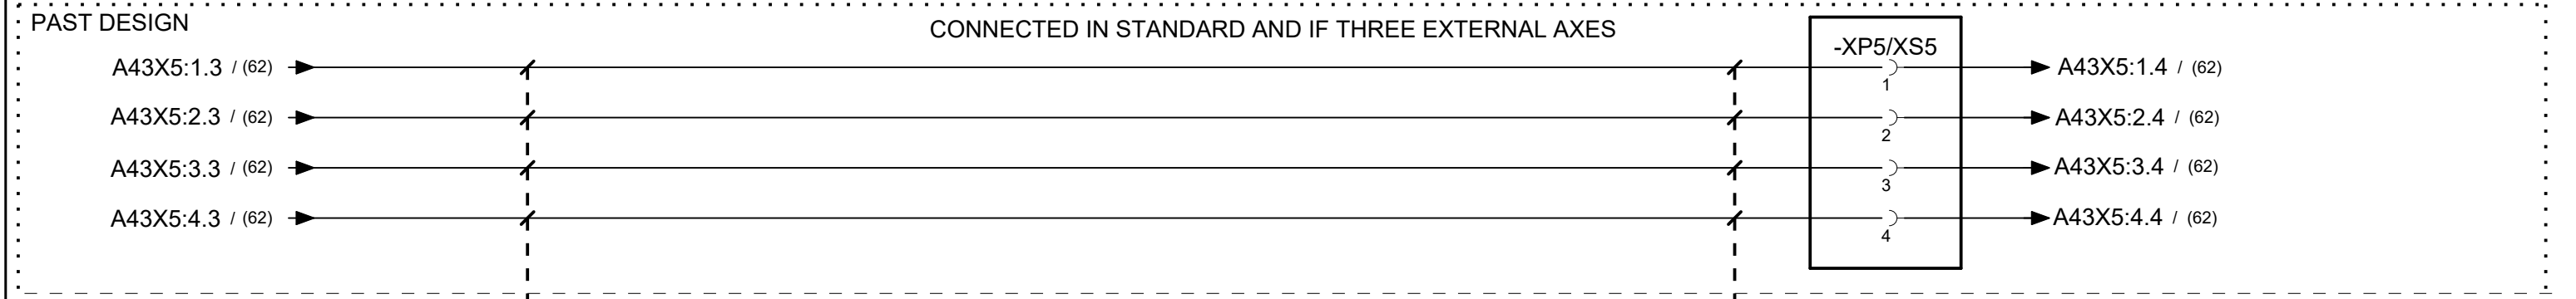 PAST DESIGN
CONNECTED IN STANDARD AND IF THREE EXTERNAL AXES
-XP5/XS5
A43X5:1.3 / (62)
1
A43X5:1.4 / (62)
A43X5:2.3 / (62)
2
A43X5:2.4 / (62)
A43X5:3.3 / (62)
3
A43X5:3.4 / (62)
A43X5:4.3 / (62)
4
A43X5:4.4 / (62)